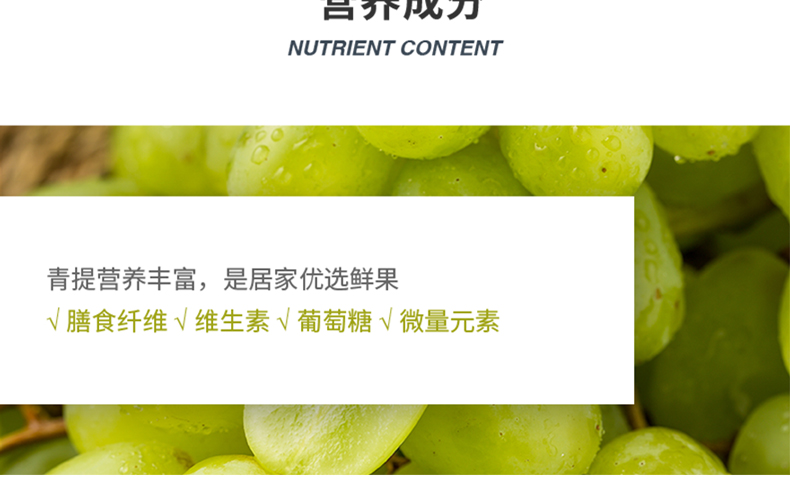 营养成分
NUTRIENT CONTENT
青提营养丰富，是居家优选鲜果
√ 膳食纤维 √ 维生素 √ 葡萄糖 √ 微量元素